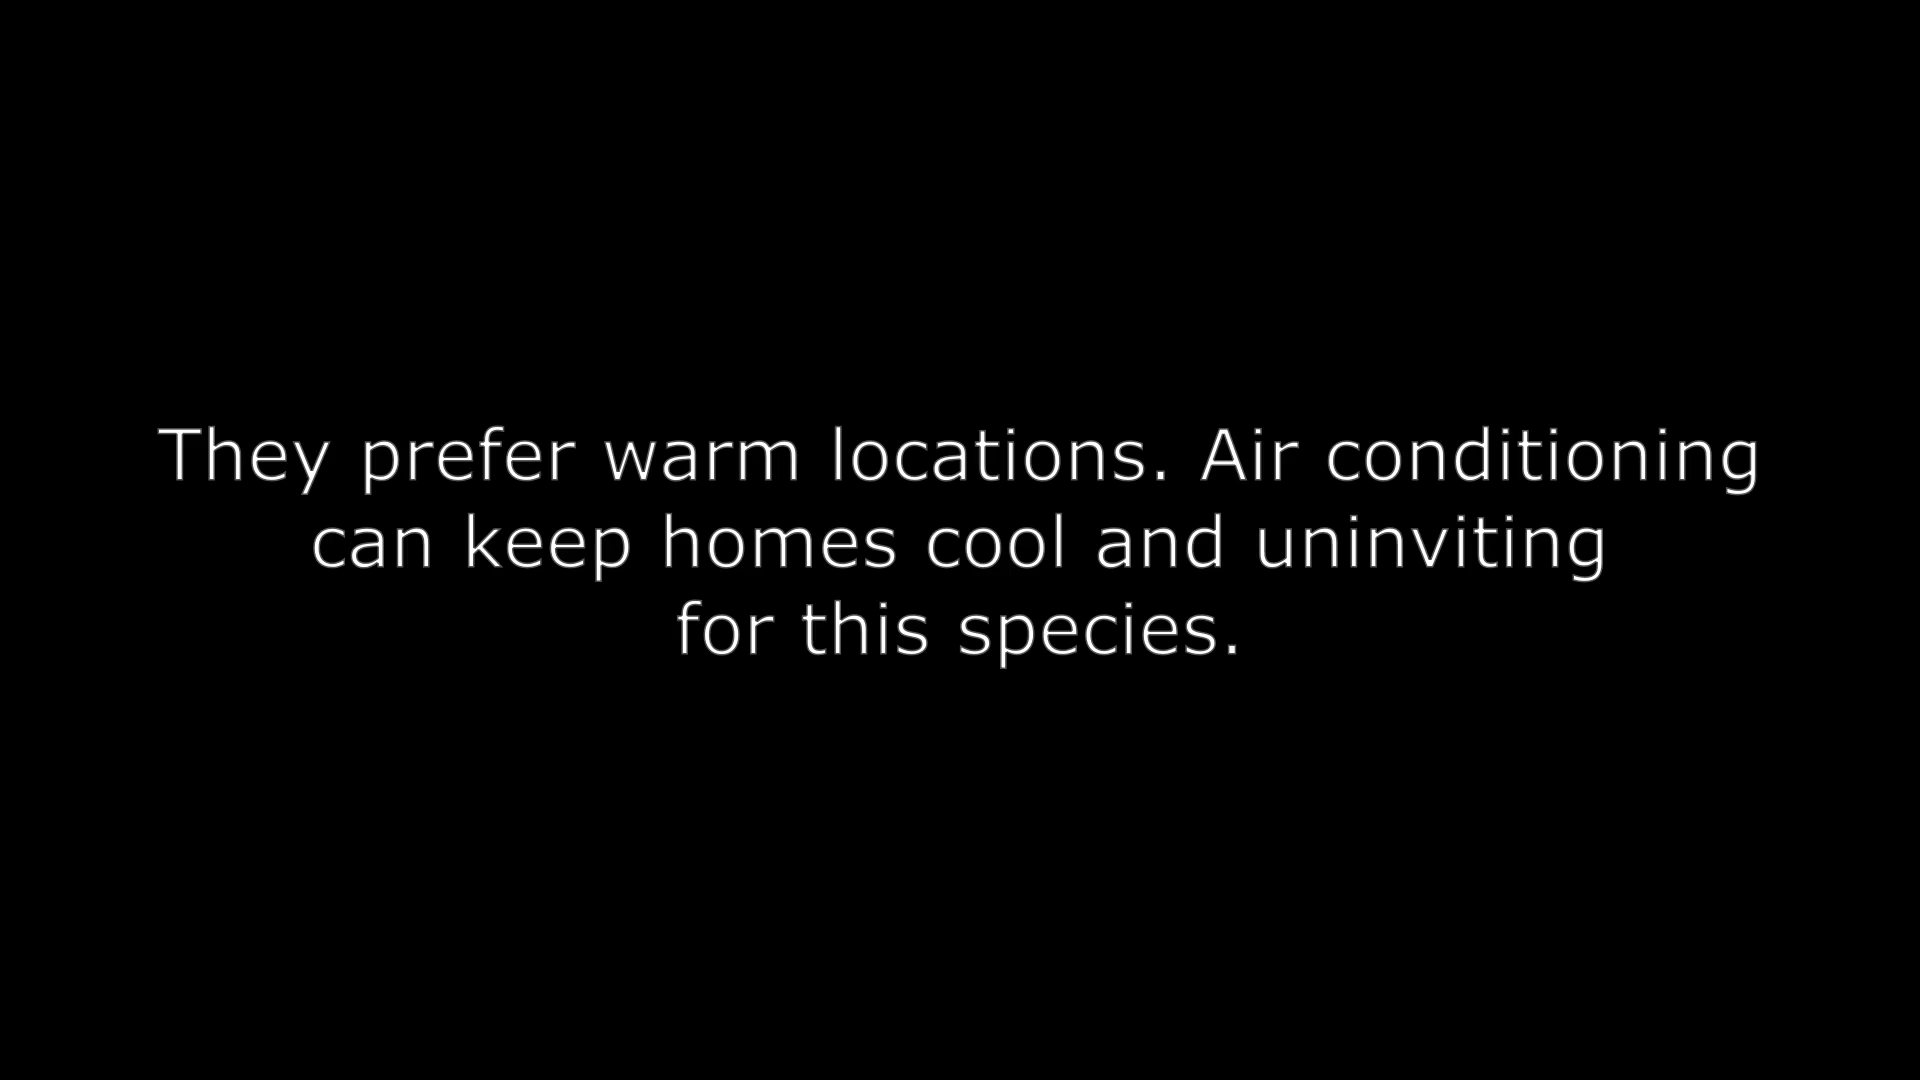 They prefer warm locations. Air conditioning
can keep homes cool and uninviting
for this species.